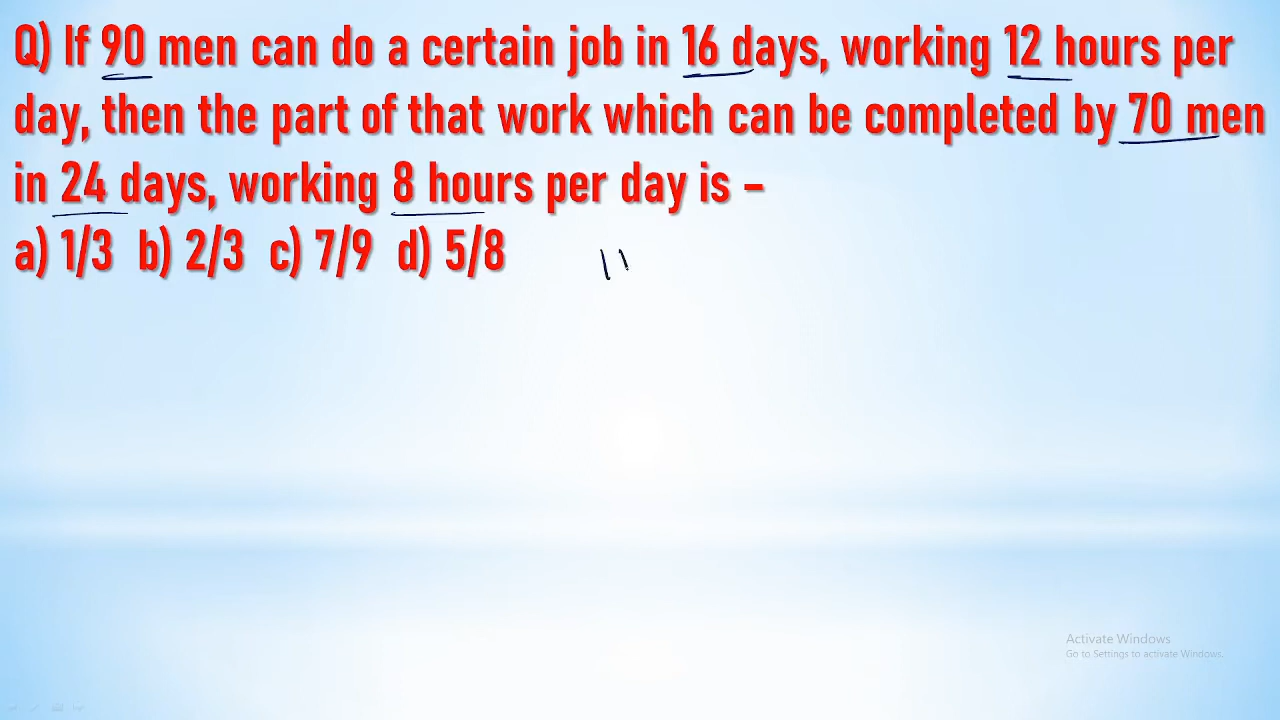 Q) If 90 men can do a certain job in 16 days, working 12 hours per
day, then the part of that work which can be completed by 70 men
in 24 days, working 8 hours per day is –
a) 1/3 b) 2/3 c) 7/9 d) 5/8
Activate Windows
Go to Settings to activate Windows.